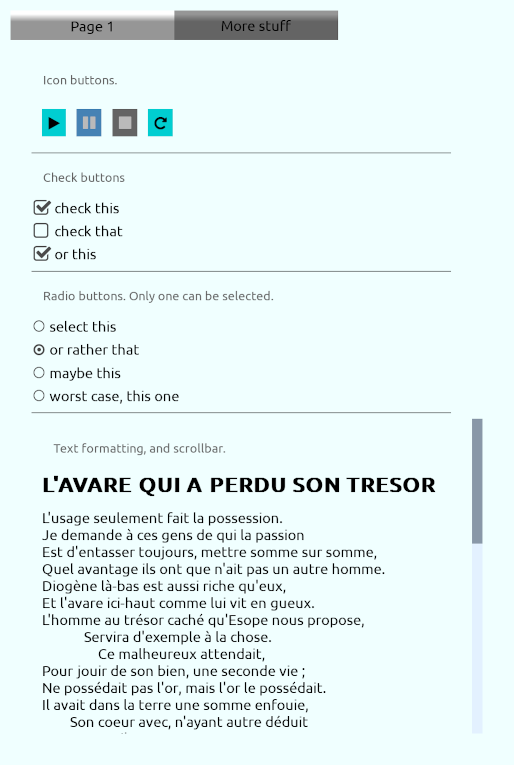 Page 1
More stuff
Icon buttons.
Check buttons
check this
check that
or this
Radio buttons. Only one can be selected.
select this
or rather that
maybe this
worst case, this one
Text formatting, and scrollbar.
L'AVARE QUI A PERDU SON TRESOR
L'usage seulement fait la possession.
Je demande à ces gens de qui la passion
Est d'entasser toujours, mettre somme sur somme,
Quel avantage ils ont que n'ait pas un autre homme.
Diogène là-bas est aussi riche qu'eux,
Et l'avare ici-haut comme lui vit en gueux.
L'homme au trésor caché qu'Esope nous propose,
Servira d'exemple à la chose.
Ce malheureux attendait,
Pour jouir de son bien, une seconde vie ;
Ne possédait pas l'or, mais l'or le possédait.
Il avait dans la terre une somme enfouie,
Son coeur avec, n'ayant autre déduit